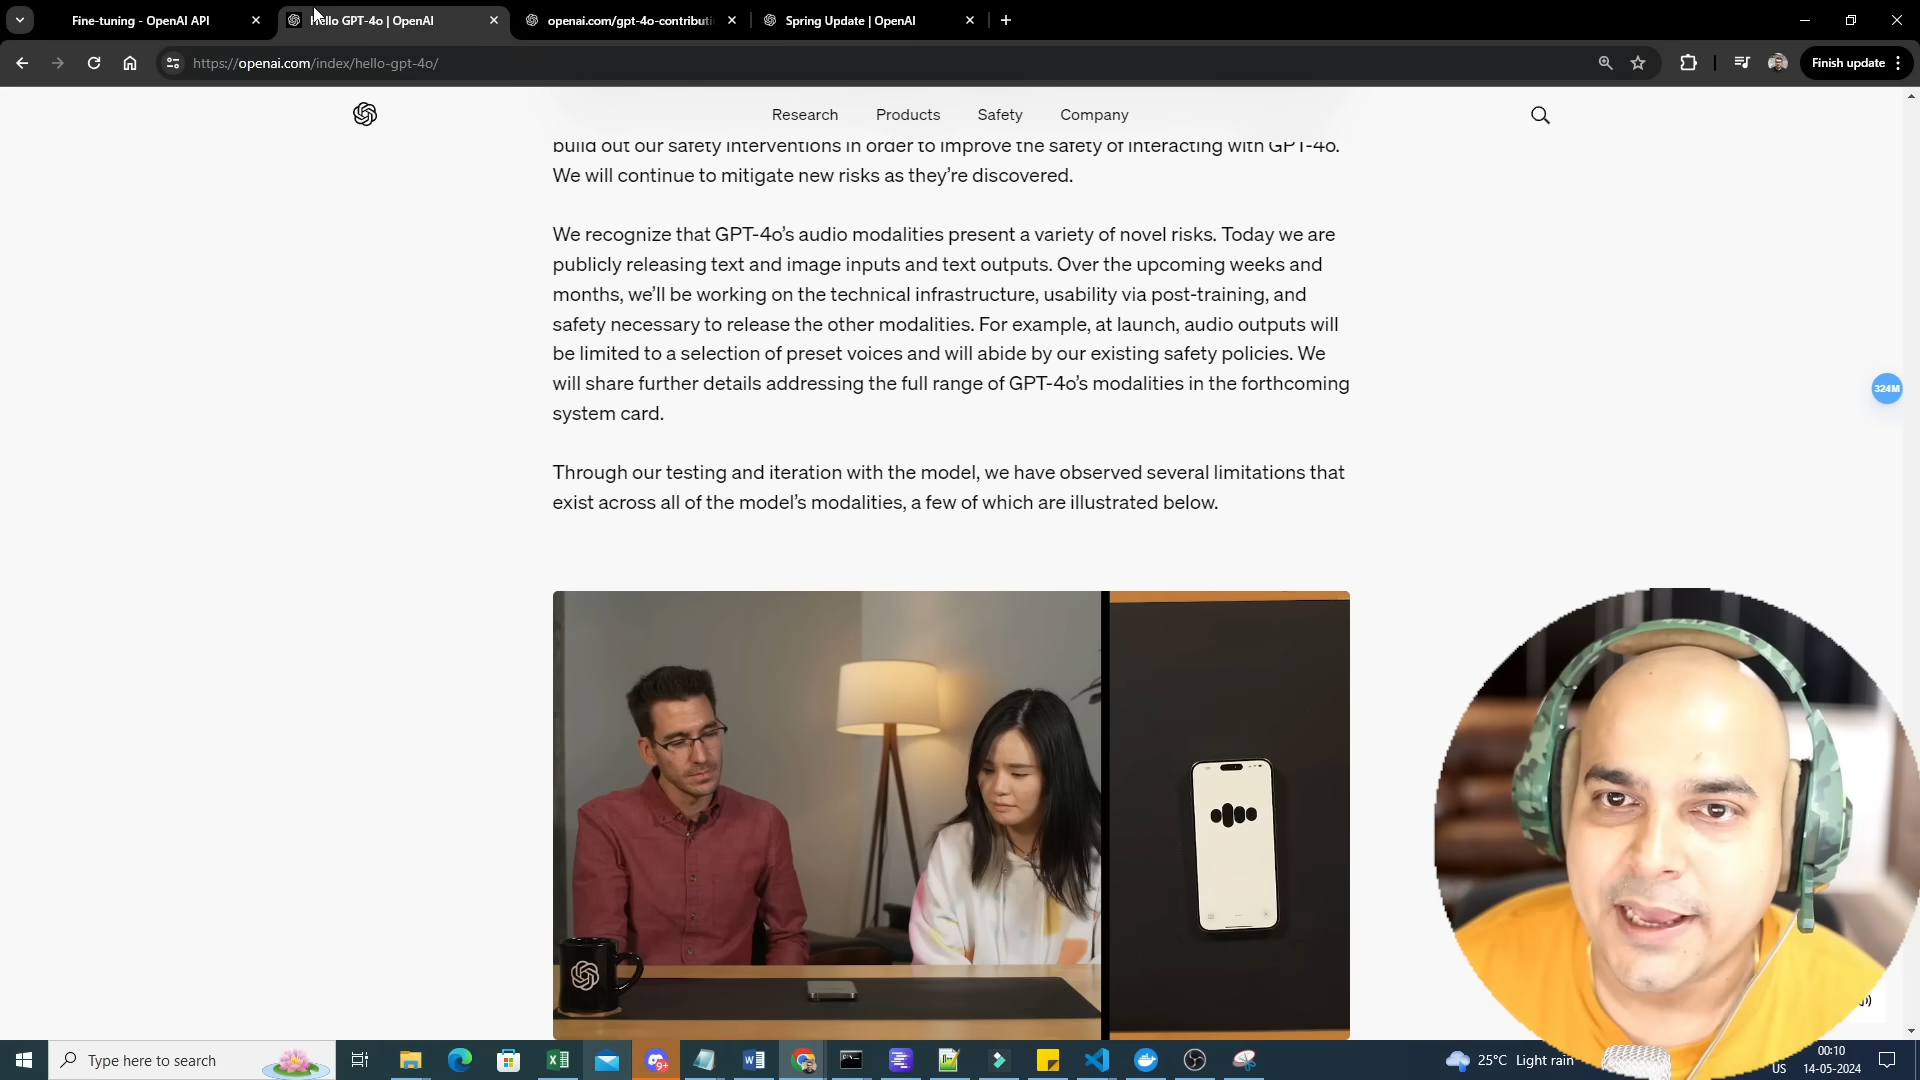 Fine-tuning - OpenAI API
Hello GPT-4o | OpenAI
openai.com/gpt-4o-contributi
Spring Update | OpenAI
https://openai.com/index/hello-gpt-4o/
Finish update
Research
Products
Safety
Company
build out our safety interventions in order to improve the safety of interacting with GPT-4o.
We will continue to mitigate new risks as they're discovered.
We recognize that GPT-4o's audio modalities present a variety of novel risks. Today we are
publicly releasing text and image inputs and text outputs. Over the upcoming weeks and
months, we'll be working on the technical infrastructure, usability via post-training, and
safety necessary to release the other modalities. For example, at launch, audio outputs will
be limited to a selection of preset voices and will abide by our existing safety policies. We
will share further details addressing the full range of GPT-4o's modalities in the forthcoming
system card.
324M
Through our testing and iteration with the model, we have observed several limitations that
exist across all of the model's modalities, a few of which are illustrated below.
Type here to search
9+
25°C Light rain
US
00:10
14-05-2024